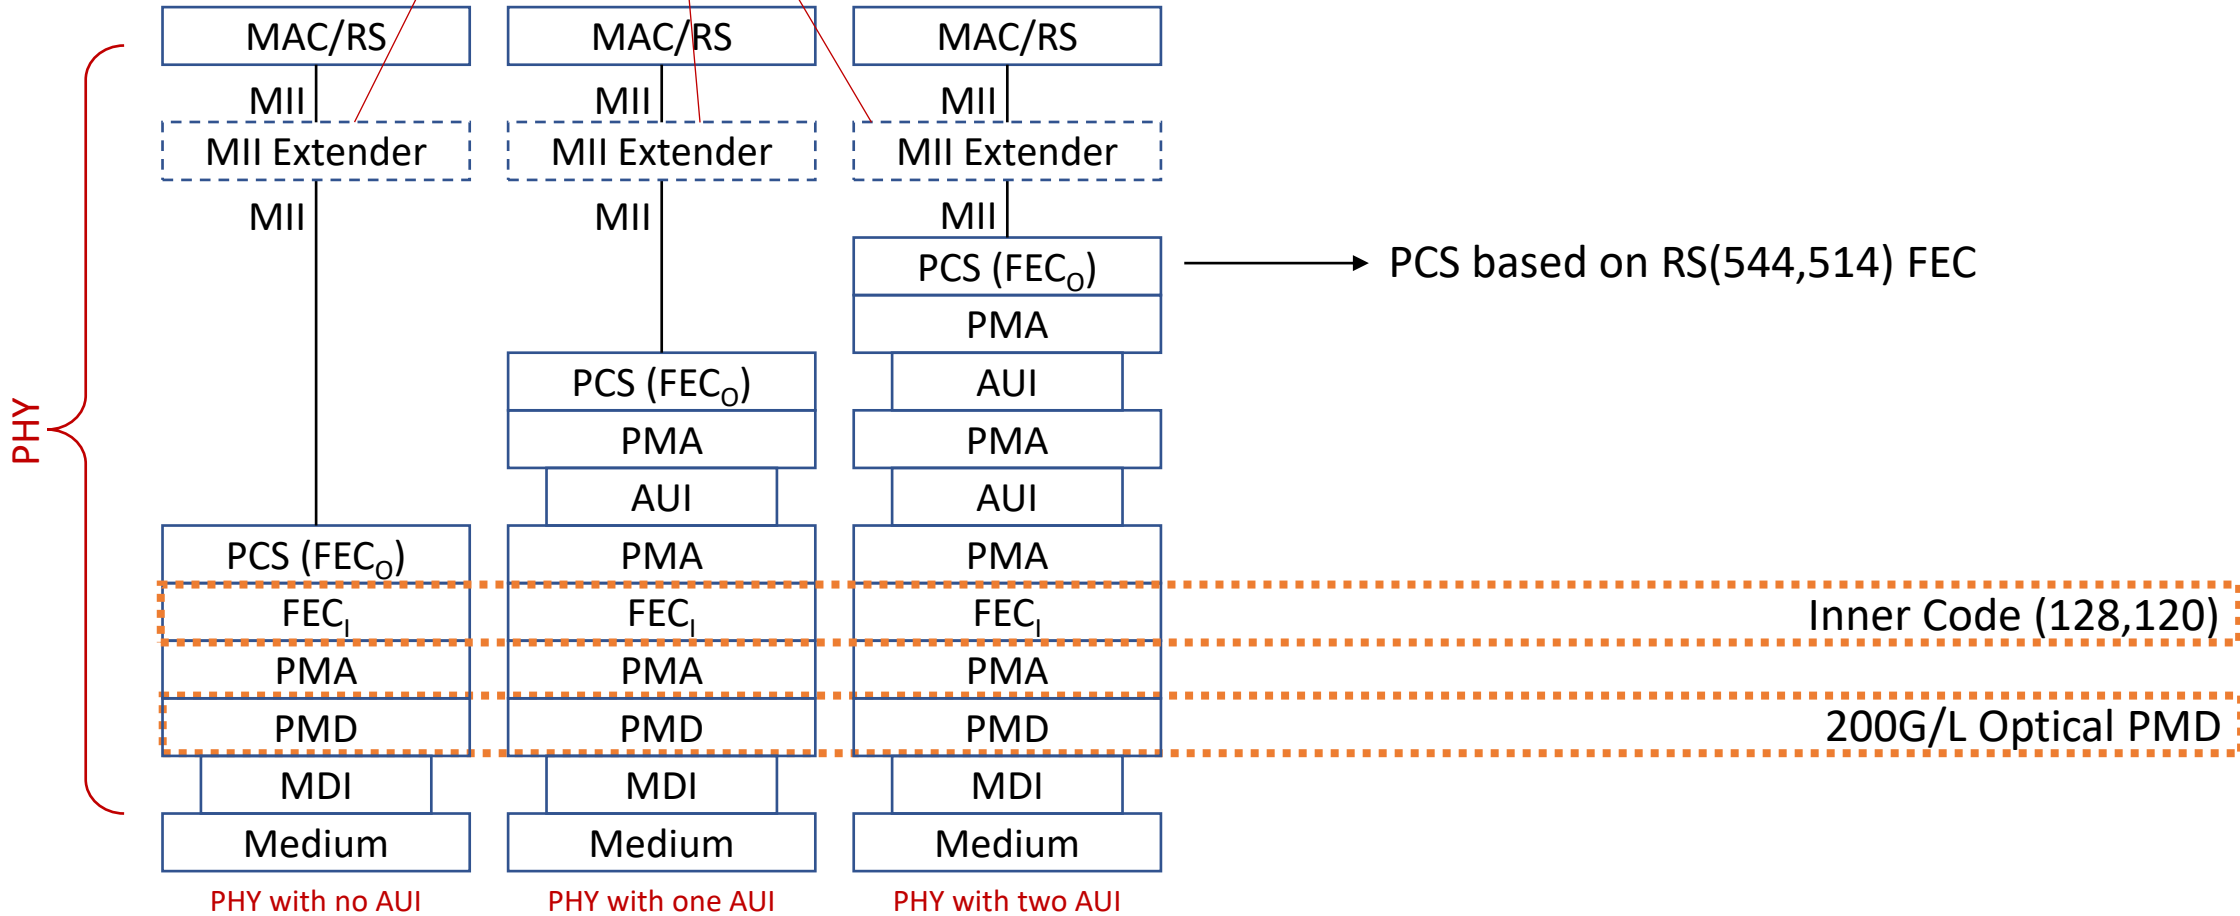 MAC/RS MAC/RS MAC/RS
MII MII MII
MII Extender MII Extender MII Extender
MII MII MII
PCS (FECO) PCS based on RS(544,514) FEC
PMA
PCS (FECO) AUI
PHY
PMA PMA
AUI AUI
PCS (FECO) PMA PMA
FECI FECI FECI Inner Code (128,120)
PMA PMA PMA
PMD PMD PMD 200G/L Optical PMD
MDI MDI MDI
Medium Medium Medium
PHY with no AUI PHY with one AUI PHY with two AUI